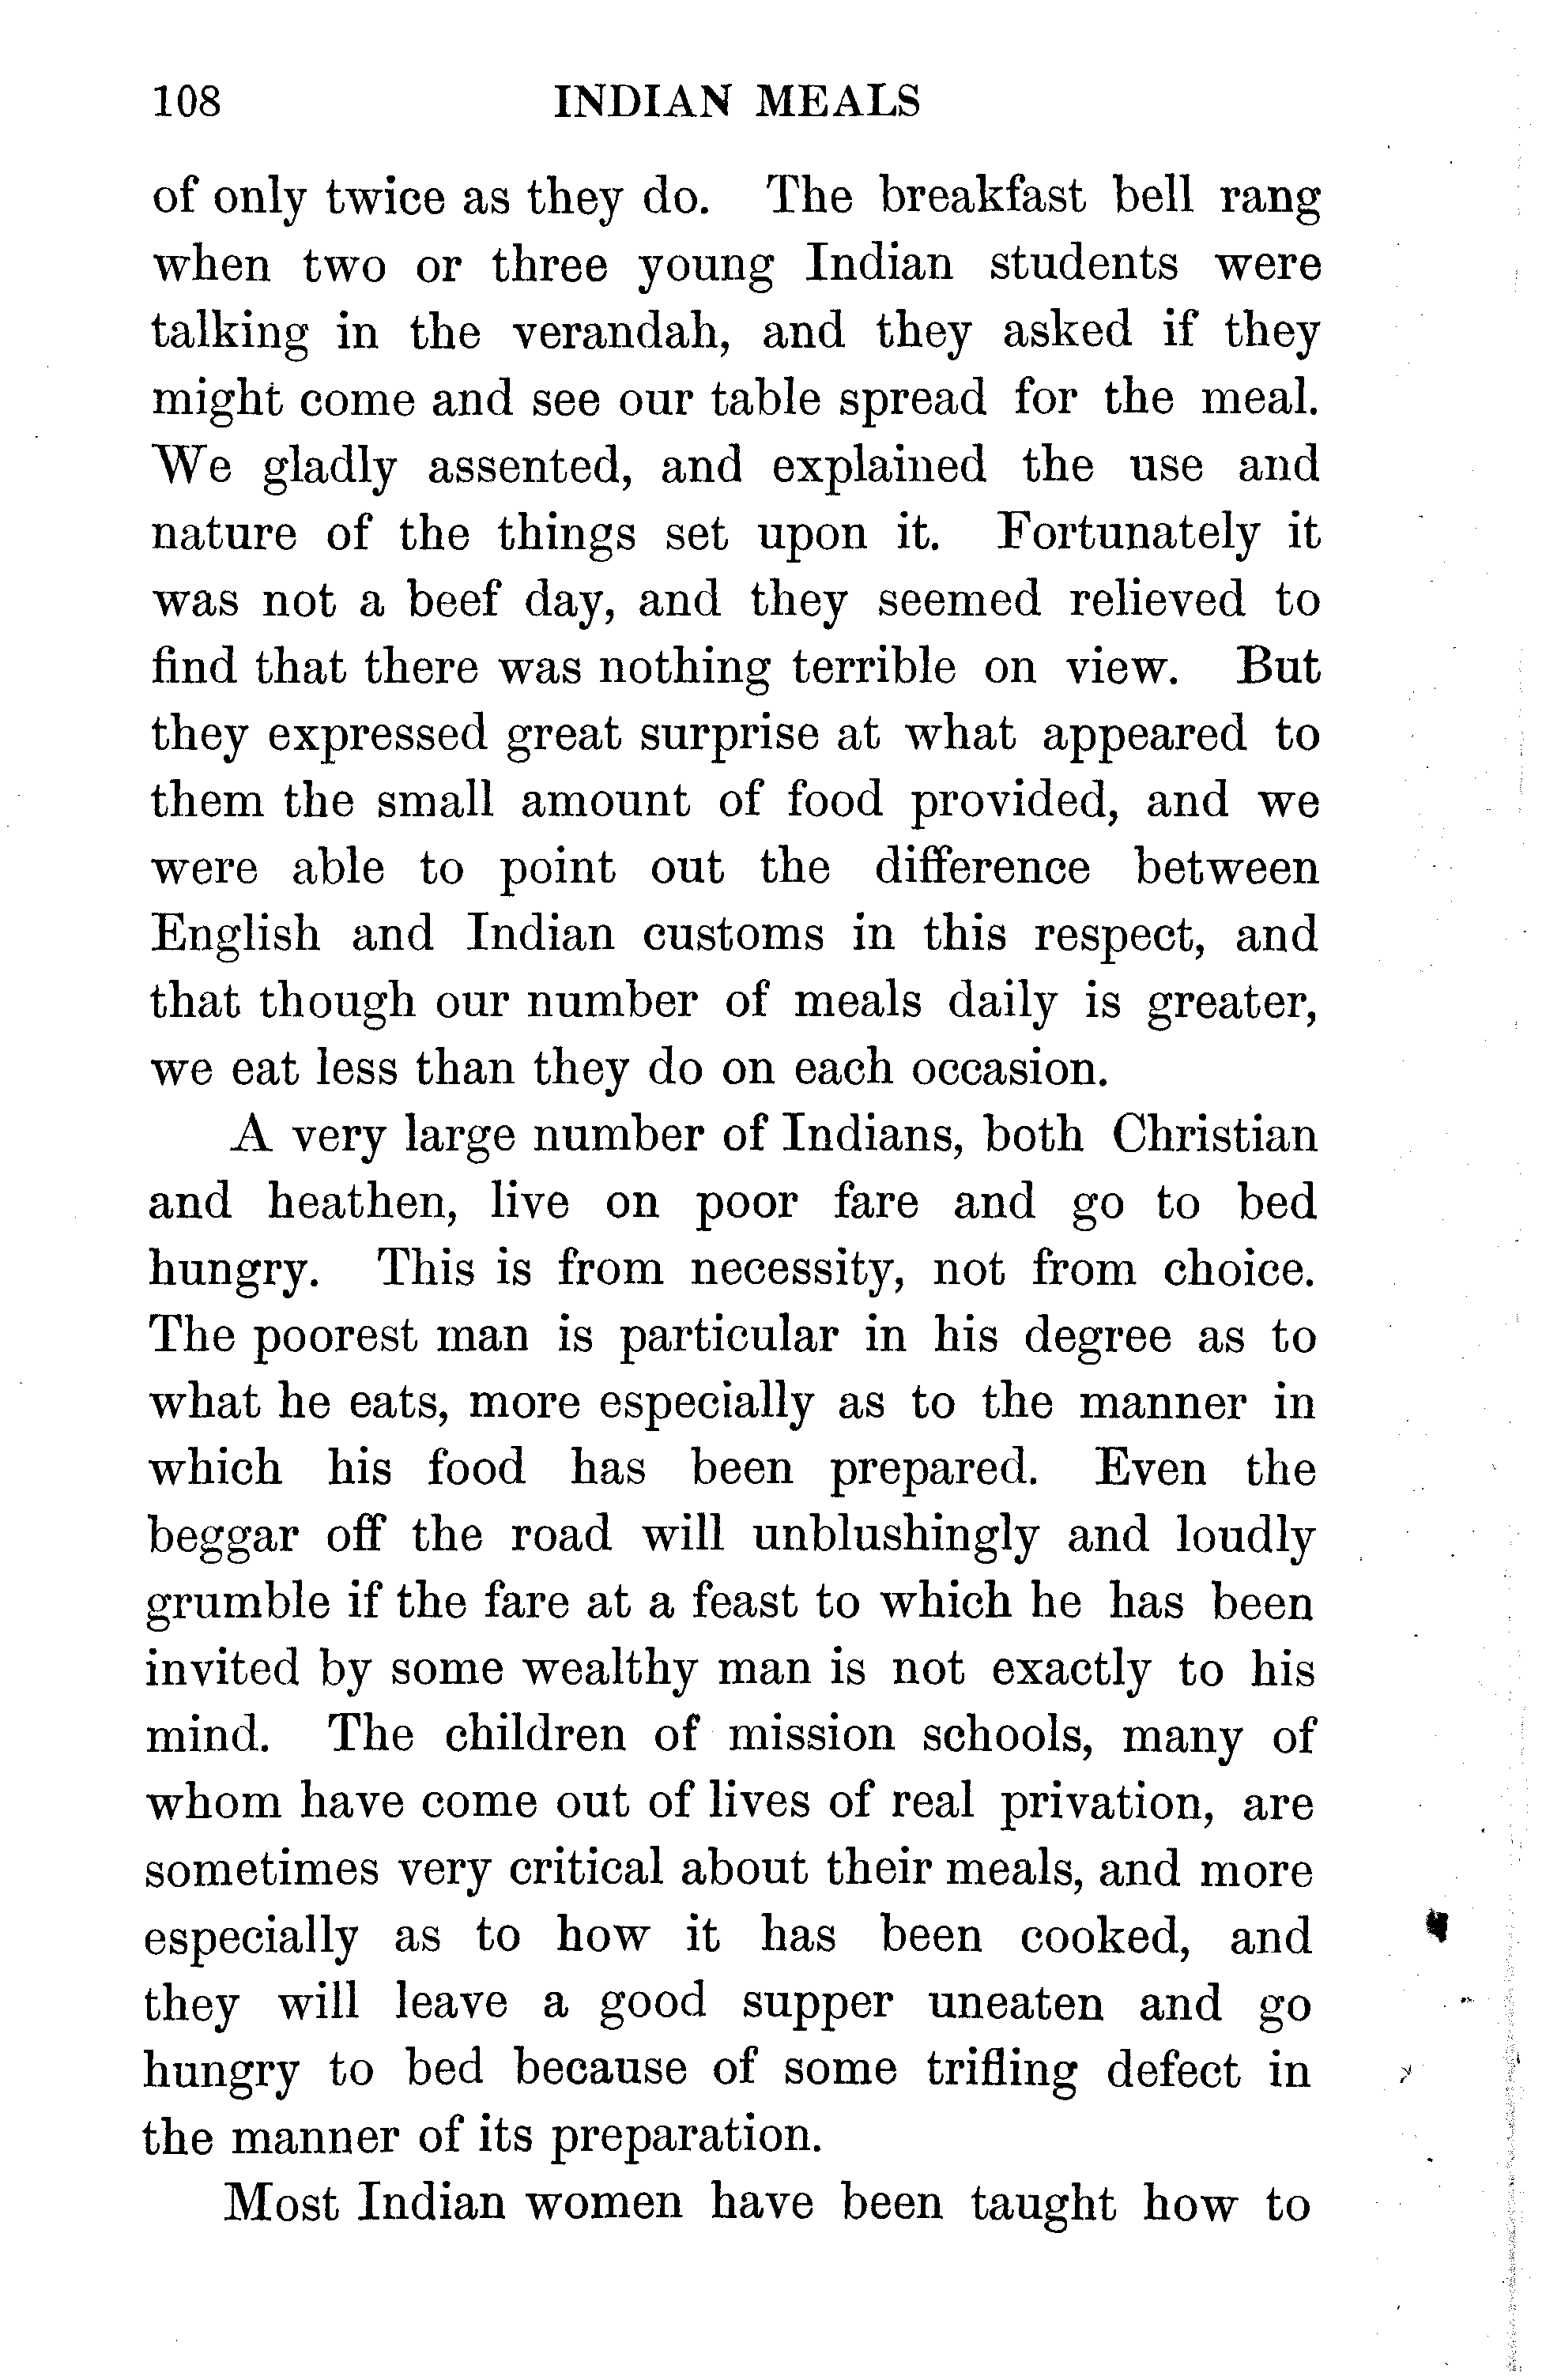 108 INDIAN MEALS
of only twice as they do. The breakfast bell rang
when two or three young Indian students were
talking in the verandah, and they asked if they
might come and see our table spread for the meal.
We gladly assented, and explained the use and
nature of the things set upon it. Fortunately it
was not a beef day, and they seemed relieved to
find that there was nothing terrible on view. But
they expressed great surprise at what appeared to
them the small amount of food provided, and we
were able to point out the difference between
English and Indian customs in this respect, and
that though our number of meals daily is greater,
we eat less than they do on each occasion.
A very large number of Indians, both Christian
and heathen, live on poor fare and go to bed
hungry. This is from necessity, not from choice.
The poorest man is particular in his degree as to
what he eats, more especially as to the manner in
which his food has been prepared. Even the
beggar off the road will unblushingly and loudly
grumble if the fare at a feast to which he has been
invited by some wealthy man is not exactly to his
mind. The children of mission schools, many of
whom have come out of lives of real privation, are
sometimes very critical about their meals, and more
especially as to how it has been cooked, and
they will leave a good supper uneaten and go
hungry to bed because of some trifling defect in
the manner of its preparation.
Most Indian women have been taught how to